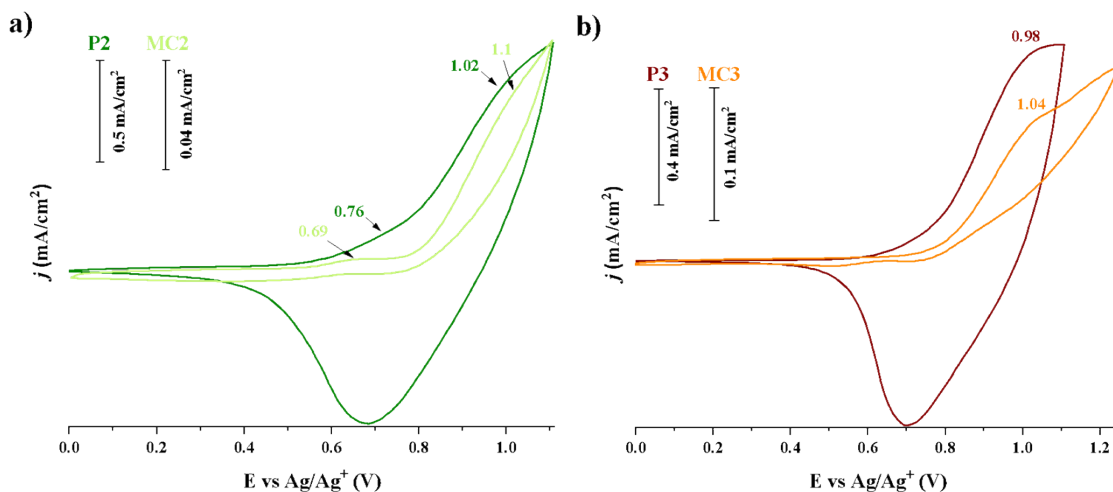 a)
P2 MC2
0.5 mA/cm²
0.04 mA/cm²
1.02
1.1
0.76
0.69
j (mA/cm²)
0.0 0.2 0.4 0.6 0.8 1.0
E vs Ag/Ag⁺ (V)
b)
P3 MC3
0.4 mA/cm²
0.1 mA/cm²
0.98
1.04
j (mA/cm²)
0.0 0.2 0.4 0.6 0.8 1.0 1.2
E vs Ag/Ag⁺ (V)